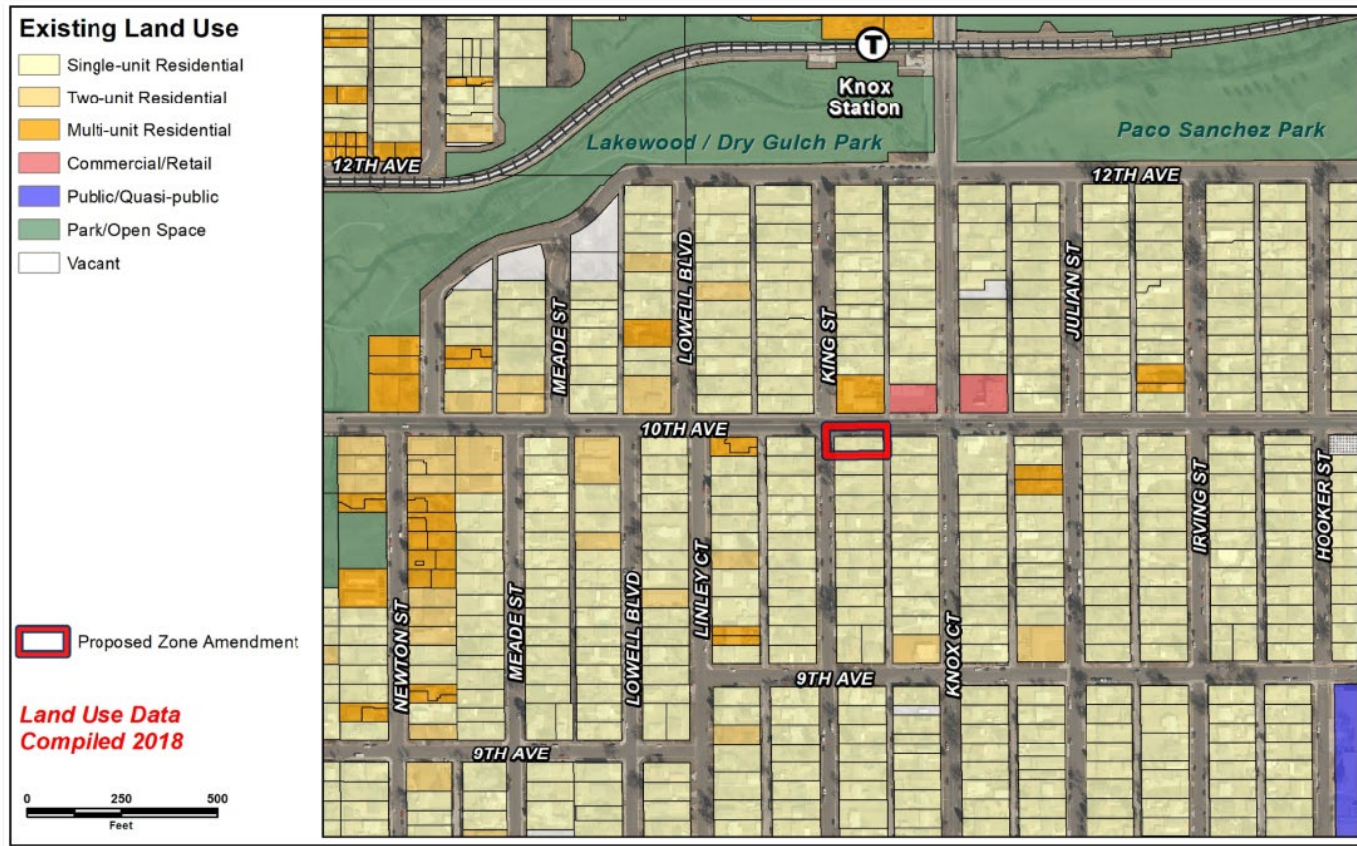 Existing Land Use
Single-unit Residential
Two-unit Residential
Multi-unit Residential
Commercial/Retail
Public/Quasi-public
Park/Open Space
Vacant
Proposed Zone Amendment
Land Use Data
Compiled 2018
0 250 500
Feet
T
Knox
Station
Lakewood / Dry Gulch Park
Paco Sanchez Park
12TH AVE
12TH AVE
LOWELL BLVD
JULIAN ST
MEADE ST
KING ST
10TH AVE
IRVING ST
HOOKER ST
LINLEY CT
NEWTON ST
MEADE ST
LOWELL BLVD
KNOX CT
9TH AVE
9TH AVE